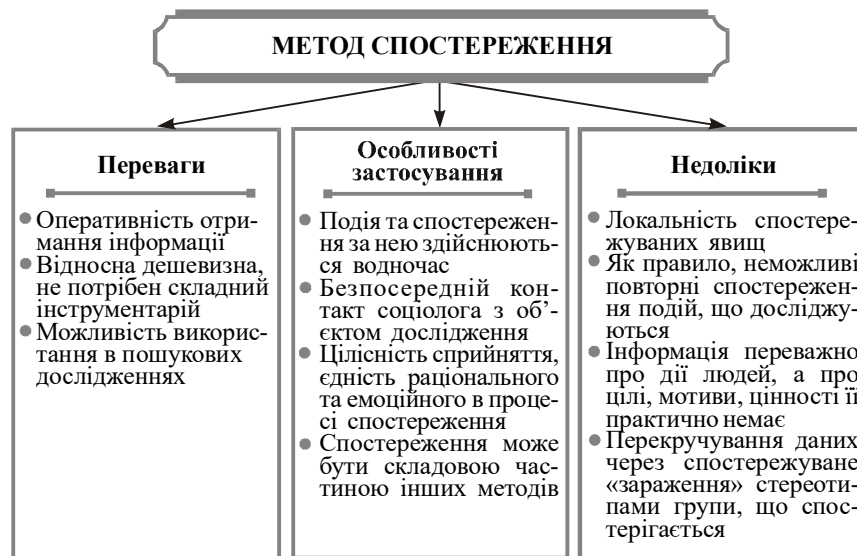 МЕТОД СПОСТЕРЕЖЕННЯ
Переваги
Оперативність отри-
мання інформації
Відносна дешевизна,
не потрібен складний
інструментарій
Можливість викорис-
тання в пошукових
дослідженнях
Особливості
застосування
Подія та спостережен-
ня за нею здійснюють-
ся водночас
Безпосередній кон-
такт соціолога з об’-
єктом дослідження
Цілісність сприйняття,
єдність раціонального
та емоційного в проце-
сі спостереження
Спостереження може
бути складовою час-
тиною інших методів
Недоліки
Локальність спостере-
жуваних явищ
Як правило, неможливі
повторні спостережен-
ня подій, що досліджу-
ються
Інформація переважно
про дії людей, а про
цілі, мотиви, цінності її
практично немає
Перекручування даних
через спостережуване
«зараження» стереоти-
пами групи, що спос-
терігається